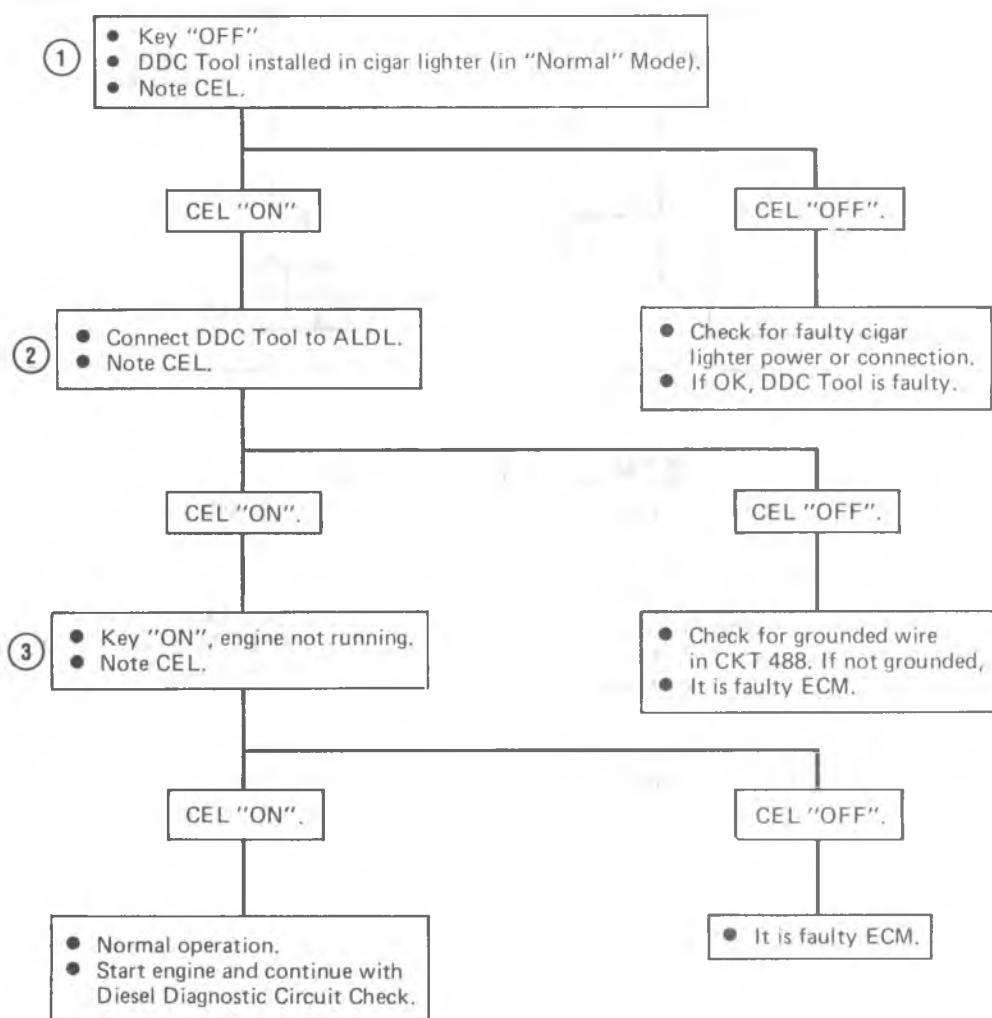 1
● Key "OFF"
● DDC Tool installed in cigar lighter (in "Normal" Mode).
● Note CEL.
CEL "ON"
CEL "OFF".
2
● Connect DDC Tool to ALDL.
● Note CEL.
● Check for faulty cigar
lighter power or connection.
● If OK, DDC Tool is faulty.
CEL "ON".
CEL "OFF".
3
● Key "ON", engine not running.
● Note CEL.
● Check for grounded wire
in CKT 488. If not grounded,
● It is faulty ECM.
CEL "ON".
CEL "OFF".
● Normal operation.
● Start engine and continue with
Diesel Diagnostic Circuit Check.
● It is faulty ECM.